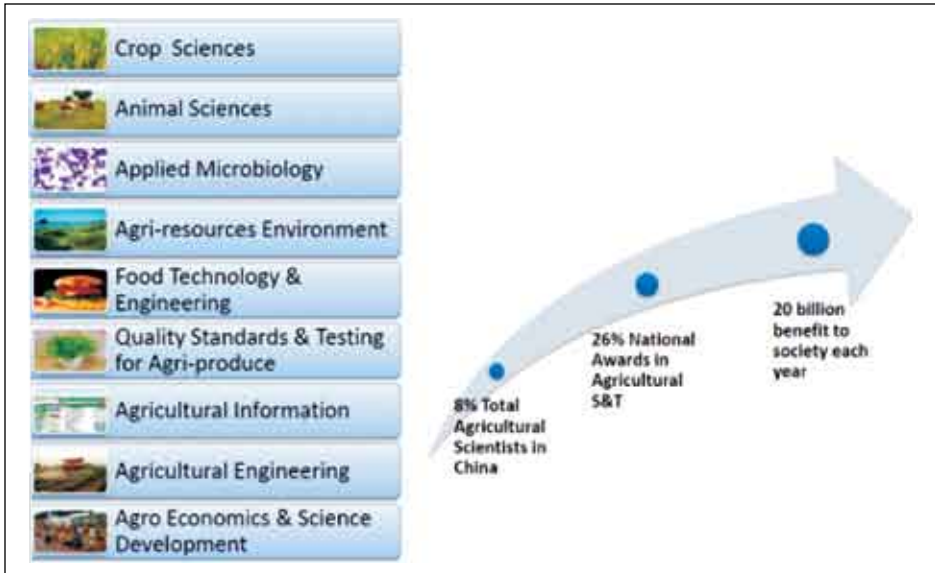 Crop Sciences
Animal Sciences
Applied Microbiology
Agri-resources Environment
Food Technology &
Engineering
Quality Standards & Testing
for Agri-produce
Agricultural Information
Agricultural Engineering
Agro Economics & Science
Development
8% Total
Agricultural
Scientists in
China
26% National
Awards in
Agricultural
S&T
20 billion
benefit to
society each
year